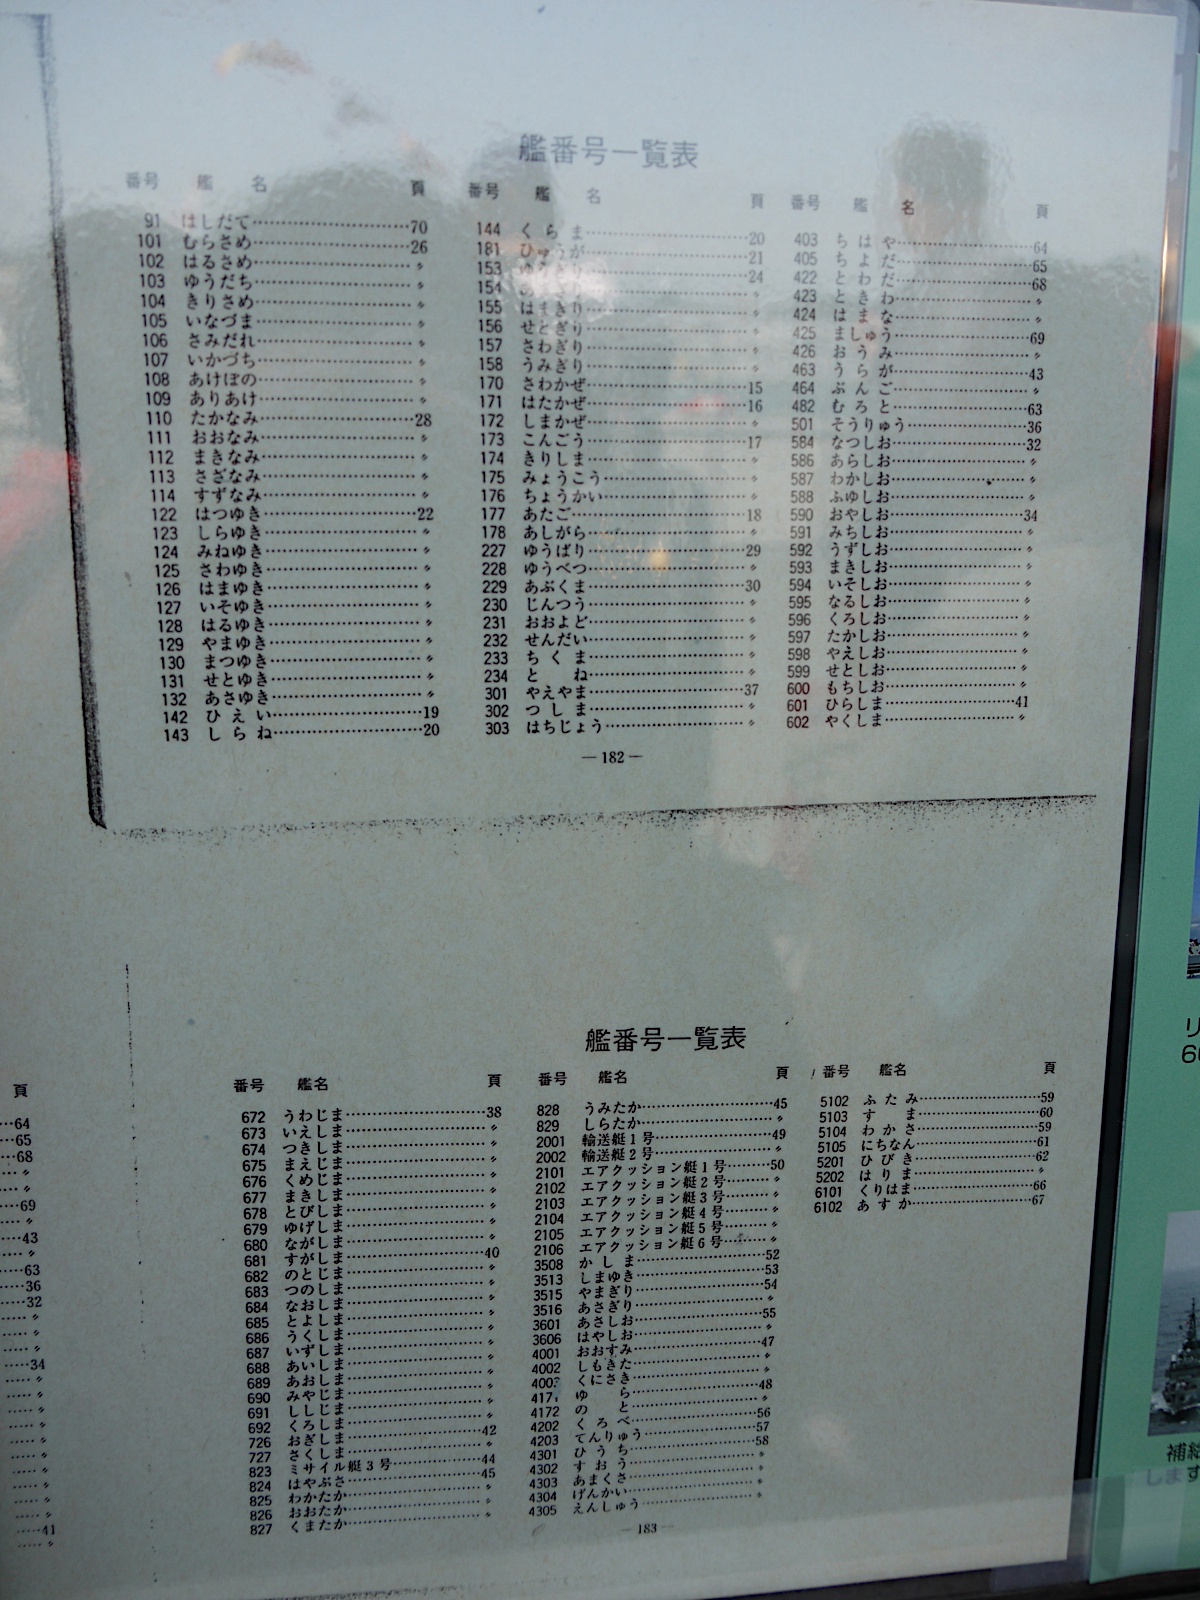 艦番号一覧表
番号 艦名 頁
91 はしだて 70
101 むらさめ 26
102 はるさめ 〃
103 ゆうだち 〃
104 きりさめ 〃
105 いなづま 〃
106 さみだれ 〃
107 いかづち 〃
108 あけぼの 〃
109 ありあけ 〃
110 たかなみ 28
111 おおなみ 〃
112 まきなみ 〃
113 さざなみ 〃
114 すずなみ 〃
122 はつゆき 22
123 しらゆき 〃
124 みねゆき 〃
125 さわゆき 〃
126 はまゆき 〃
127 いそゆき 〃
128 はるゆき 〃
129 やまゆき 〃
130 まつゆき 〃
131 せとゆき 〃
132 あさゆき 〃
142 ひえい 19
143 しらね 20
番号 艦名 頁
144 くらま 20
181 ひゅうが 21
153 ゆうぎり 24
154 あまぎり 〃
155 はまぎり 〃
156 せとぎり 〃
157 さわぎり 〃
158 うみぎり 〃
170 さわかぜ 15
171 はたかぜ 16
172 しまかぜ 〃
173 こんごう 17
174 きりしま 〃
175 みょうこう 〃
176 ちょうかい 〃
177 あたご 18
178 あしがら 〃
227 ゆうばり 29
228 ゆうべつ 〃
229 あぶくま 30
230 じんつう 〃
231 おおよど 〃
232 せんだい 〃
233 ちくま 〃
234 とね 〃
301 やえやま 37
302 つしま 〃
303 はちじょう 〃
番号 艦名 頁
403 ちはや 64
405 ちよだ 65
422 とわだ 68
423 ときわ 〃
424 はまな 〃
425 ましゅう 69
426 おうみ 〃
463 うらが 43
464 ぶんご 〃
482 むろと 63
501 そうりゅう 36
584 なつしお 32
586 あらしお 〃
587 わかしお 〃
588 ふゆしお 〃
590 おやしお 34
591 みちしお 〃
592 うずしお 〃
593 まきしお 〃
594 いそしお 〃
595 なるしお 〃
596 くろしお 〃
597 たかしお 〃
598 やえしお 〃
599 せとしお 〃
600 もちしお 〃
601 ひらしま 41
602 やくしま 〃
—182—
頁
64
65
68
〃
〃
69
〃
43
〃
63
36
32
〃
〃
〃
34
〃
〃
〃
〃
〃
〃
〃
〃
〃
〃
41
〃
艦番号一覧表
番号 艦名 頁
672 うわじま 38
673 いえしま 〃
674 つきしま 〃
675 まえじま 〃
676 くめじま 〃
677 まきしま 〃
678 とびしま 〃
679 ゆげしま 〃
680 ながしま 〃
681 すがしま 40
682 のとじま 〃
683 つのしま 〃
684 なおしま 〃
685 とよしま 〃
686 うくしま 〃
687 いずしま 〃
688 あいしま 〃
689 あおしま 〃
690 みやじま 〃
691 ししじま 〃
692 くろしま 〃
726 おぎしま 42
727 さくしま 〃
823 ミサイル艇3号 44
824 はやぶさ 45
825 わかたか 〃
826 おおたか 〃
827 くまたか 〃
番号 艦名 頁
828 うみたか 45
829 しらたか 〃
2001 輸送艇1号 49
2002 輸送艇2号 〃
2101 エアクッション艇1号 50
2102 エアクッション艇2号 〃
2103 エアクッション艇3号 〃
2104 エアクッション艇4号 〃
2105 エアクッション艇5号 〃
2106 エアクッション艇6号 〃
3508 かしま 52
3513 しまゆき 53
3515 やまぎり 54
3516 あさぎり 〃
3601 あさしお 55
3606 はやしお 〃
4001 おおすみ 47
4002 しもきた 〃
4003 くにさき 〃
4171 ゆら 48
4172 のと 〃
4202 くろべ 56
4203 てんりゅう 57
4301 ひうち 58
4302 すおう 〃
4303 あまくさ 〃
4304 げんかい 〃
4305 えんしゅう 〃
番号 艦名 頁
5102 ふたみ 59
5103 すま 60
5104 わかさ 59
5105 にちなん 61
5201 ひびき 62
5202 はりま 〃
6101 くりはま 66
6102 あすか 67
—183—
リ
補給
します